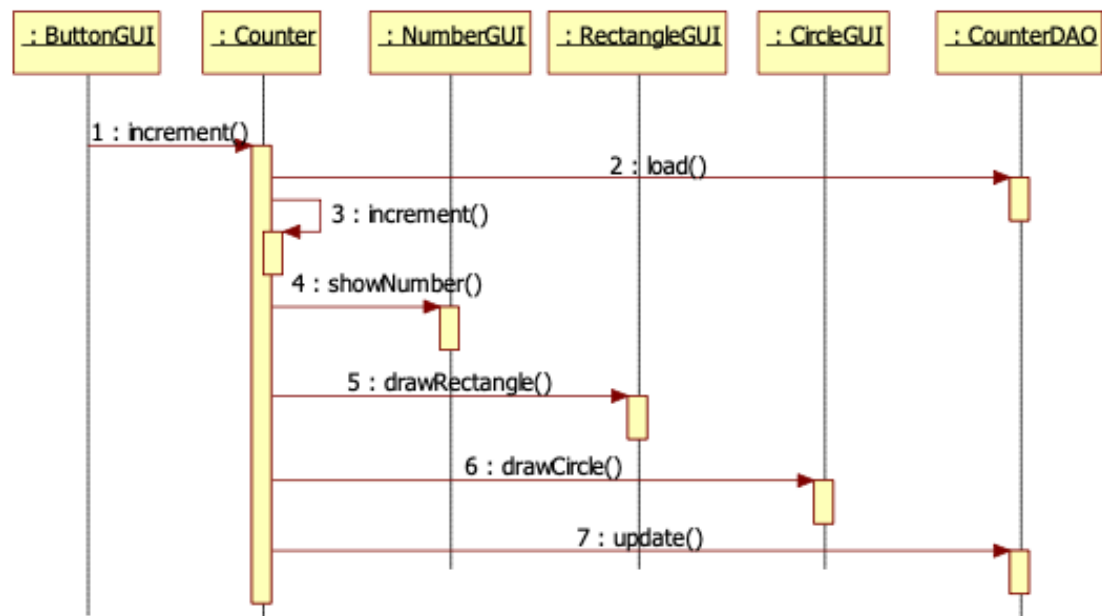 : ButtonGUI
: Counter
: NumberGUI
: RectangleGUI
: CircleGUI
: CounterDAO
1 : increment()
2 : load()
3 : increment()
4 : showNumber()
5 : drawRectangle()
6 : drawCircle()
7 : update()